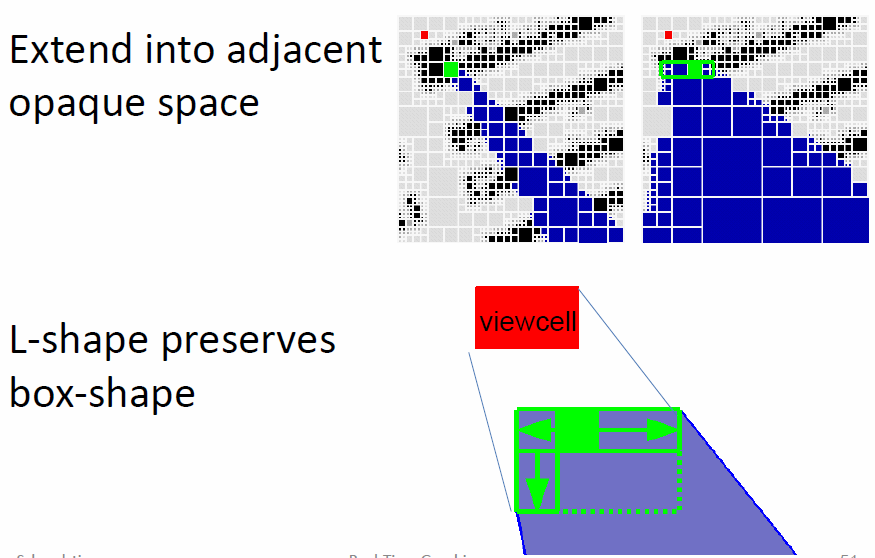 Extend into adjacent
opaque space
viewcell
L-shape preserves
box-shape